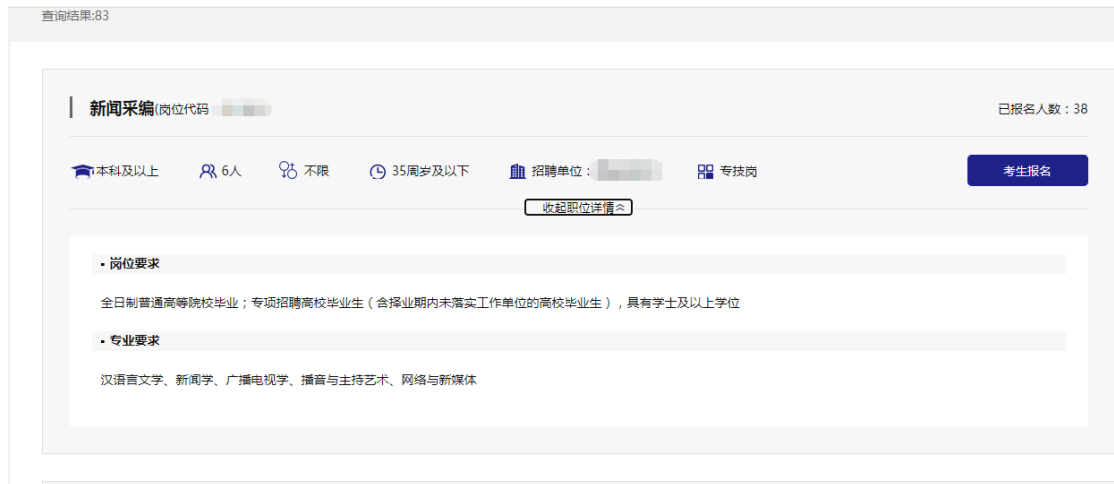 查询结果:83
新闻采编(岗位代码
已报名人数：38
本科及以上 6人 不限 35周岁及以下 招聘单位： 专技岗 考生报名
收起职位详情
岗位要求
全日制普通高等院校毕业；专项招聘高校毕业生（含择业期内未落实工作单位的高校毕业生），具有学士及以上学位
专业要求
汉语言文学、新闻学、广播电视学、播音与主持艺术、网络与新媒体